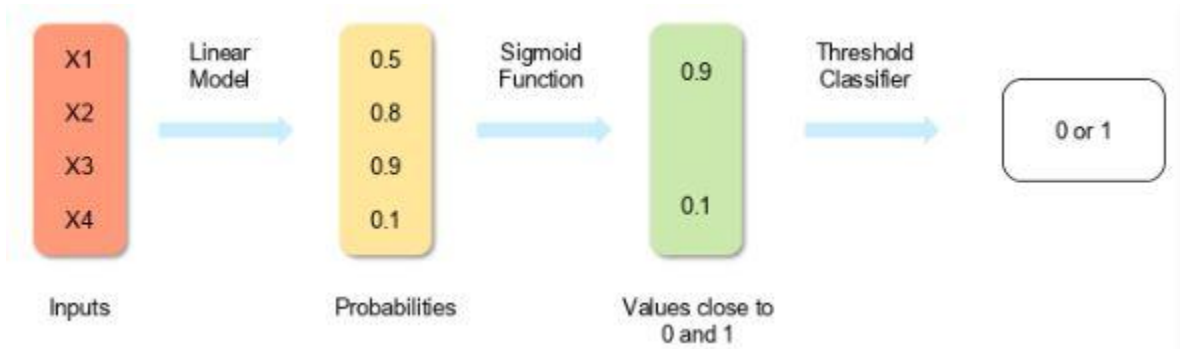 X1
X2
X3
X4
Inputs
Linear
Model
0.5
0.8
0.9
0.1
Probabilities
Sigmoid
Function
0.9
0.1
Values close to
0 and 1
Threshold
Classifier
0 or 1